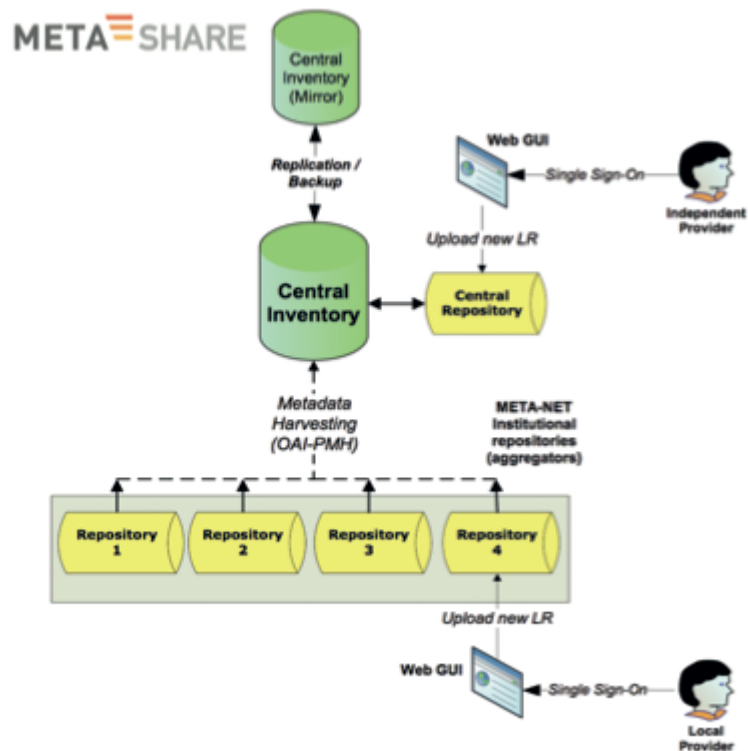 META SHARE
Central
Inventory
(Mirror)
Replication /
Backup
Web GUI
Single Sign-On
Independent
Provider
Upload new LR
Central
Inventory
Central
Repository
Metadada
Harvesting
(OAI-PMH)
META-NET
Institutional
repositories
(aggregators)
Repository
1
Repository
2
Repository
3
Repository
4
Upload new LR
Web GUI
Single Sign-On
Local
Provider